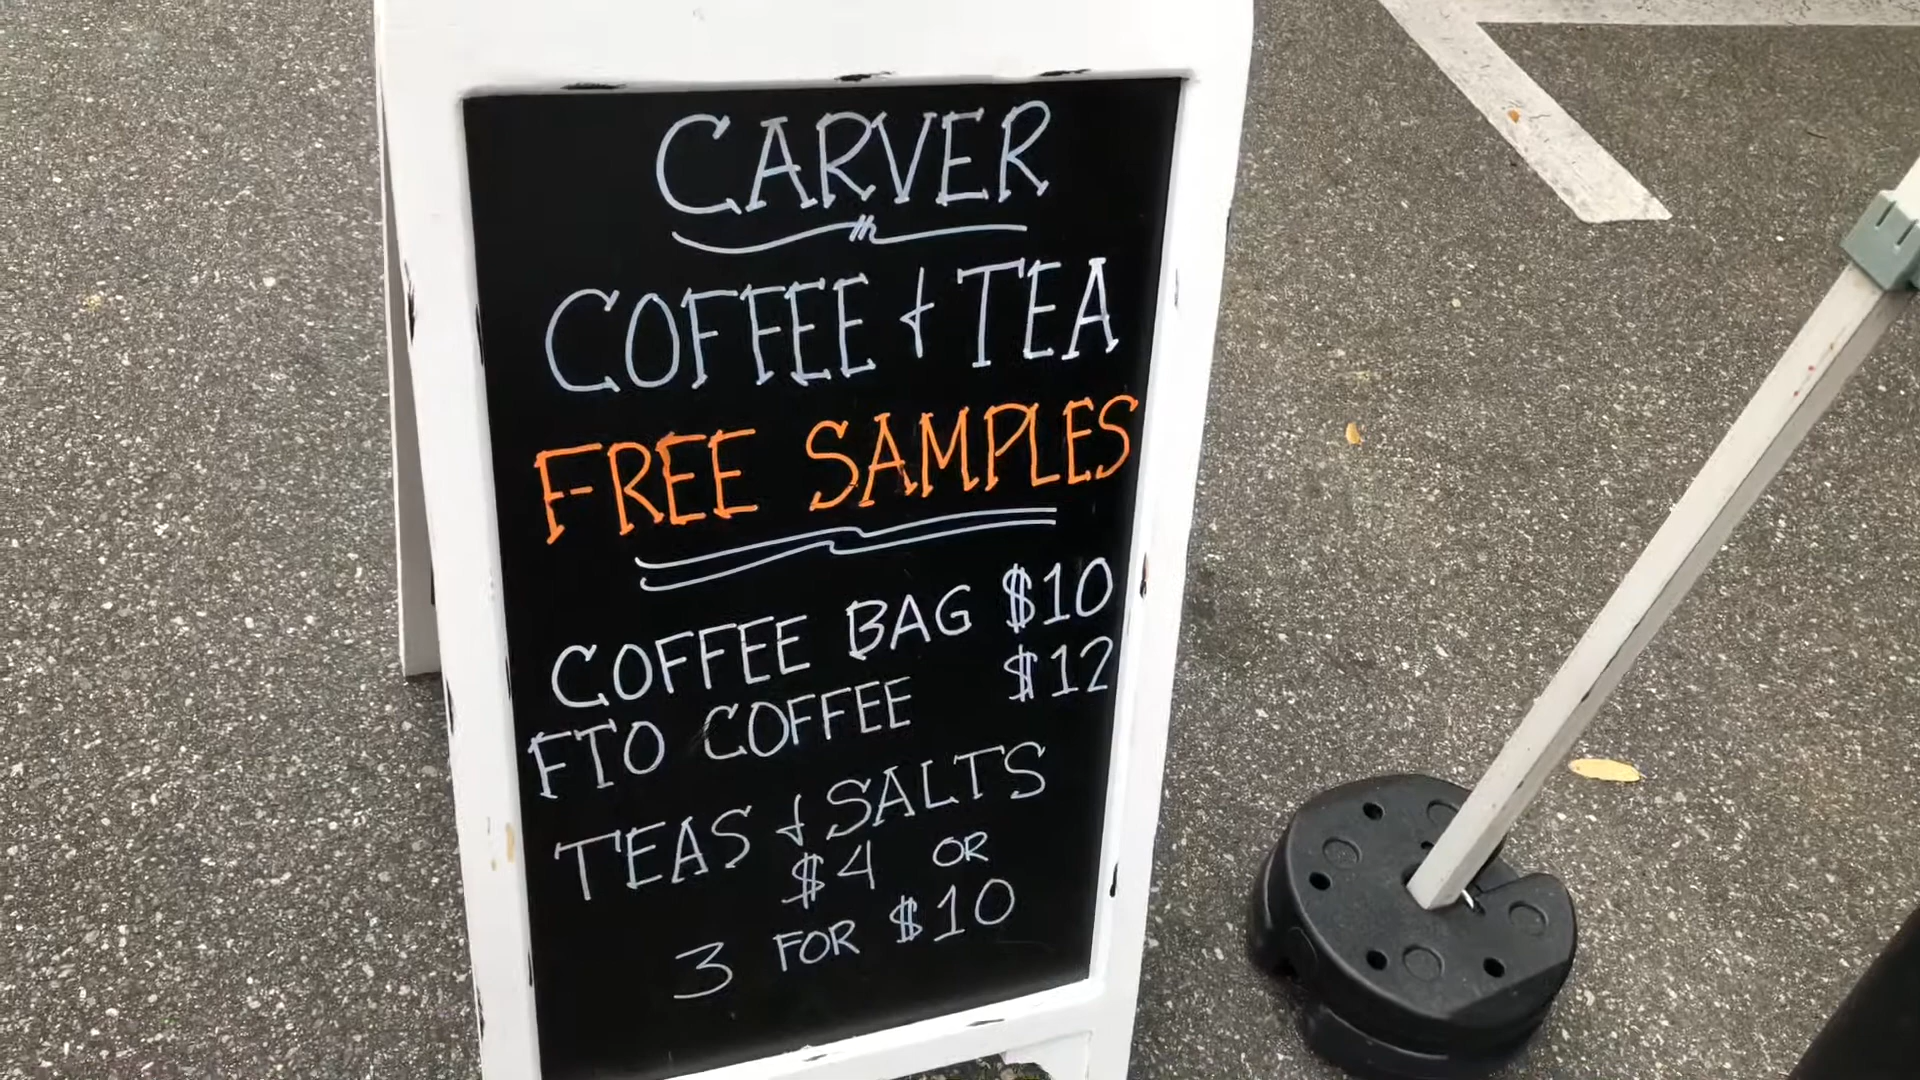 CARVER
COFFEE & TEA
FREE SAMPLES
COFFEE BAG $10
FTO COFFEE $12
TEAS & SALTS
$4 OR
3 FOR $10